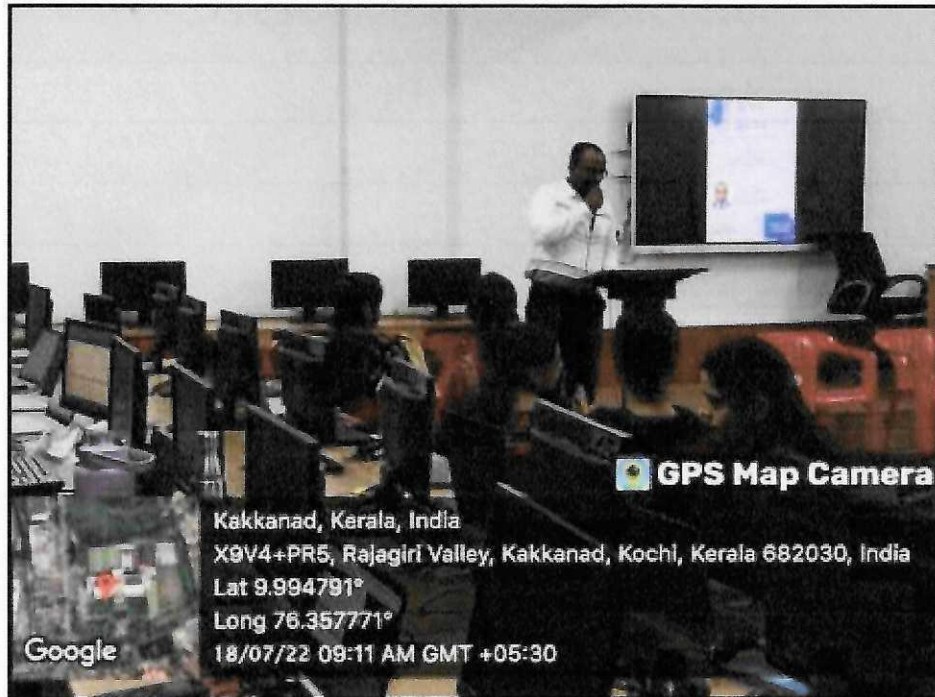 GPS Map Camera
Kakkanad, Kerala, India
X9V4+PR5, Rajagiri Valley, Kakkanad, Kochi, Kerala 682030, India
Lat 9.994791°
Long 76.357771°
18/07/22 09:11 AM GMT +05:30
Google